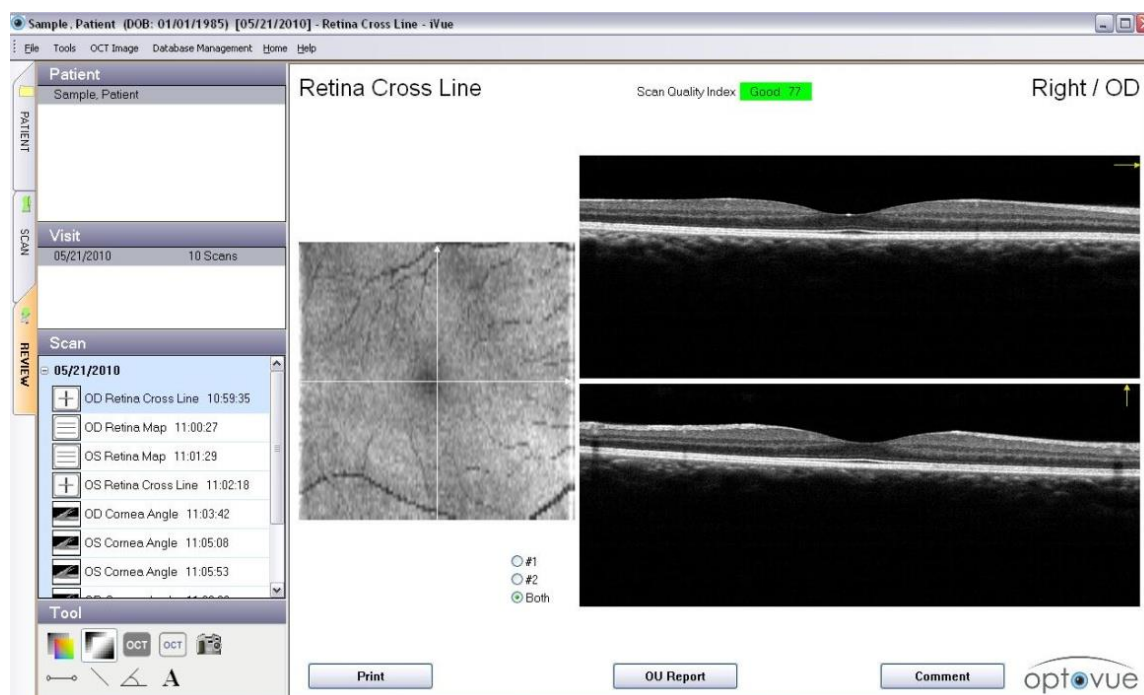 Sample, Patient (DOB: 01/01/1985) [05/21/2010] - Retina Cross Line - iVue
File Tools OCT Image Database Management Home Help
PATIENT
SCAN
REVIEW
Patient
Sample, Patient
Visit
05/21/2010 10 Scans
Scan
05/21/2010
OD Retina Cross Line 10:59:35
OD Retina Map 11:00:27
OS Retina Map 11:01:29
OS Retina Cross Line 11:02:18
OD Cornea Angle 11:03:42
OS Cornea Angle 11:05:08
OS Cornea Angle 11:05:53
Tool
OCT OCT
A
Retina Cross Line
Scan Quality Index Good 77
Right / OD
#1
#2
Both
Print
OU Report
Comment
optovue